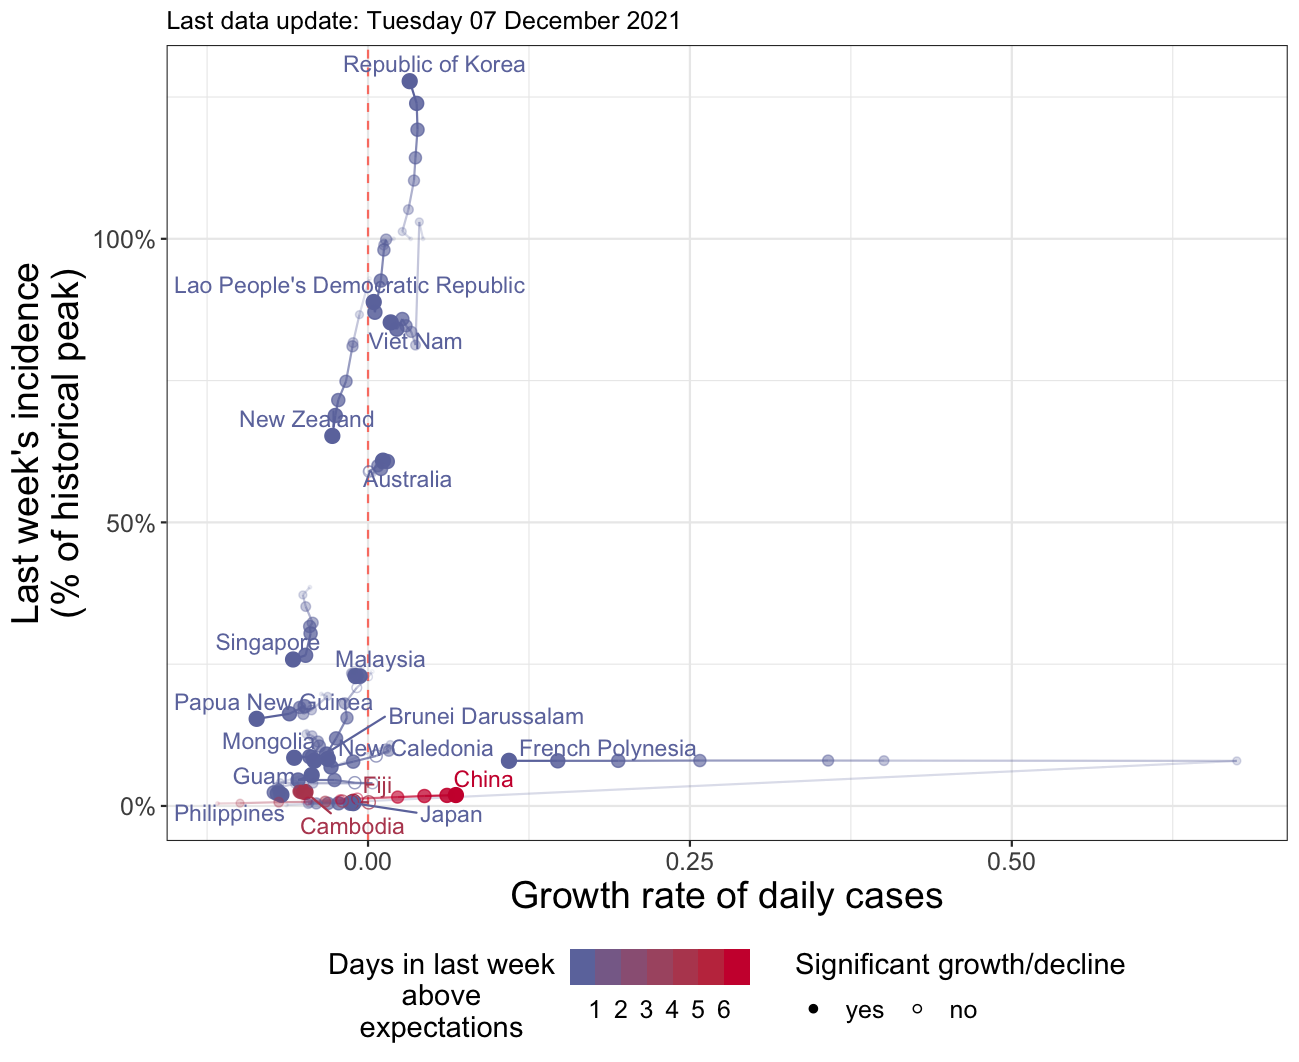 Last data update: Tuesday 07 December 2021
Republic of Korea
100%
Lao People's Democratic Republic
Viet Nam
New Zealand
Australia
Last week's incidence
(% of historical peak)
50%
Singapore
Malaysia
Papua New Guinea
Brunei Darussalam
Mongolia
New Caledonia
French Polynesia
Guam
Fiji
China
0%
Philippines
Japan
Cambodia
0.00
0.25
0.50
Growth rate of daily cases
Days in last week
above
expectations
1 2 3 4 5 6
Significant growth/decline
yes
no